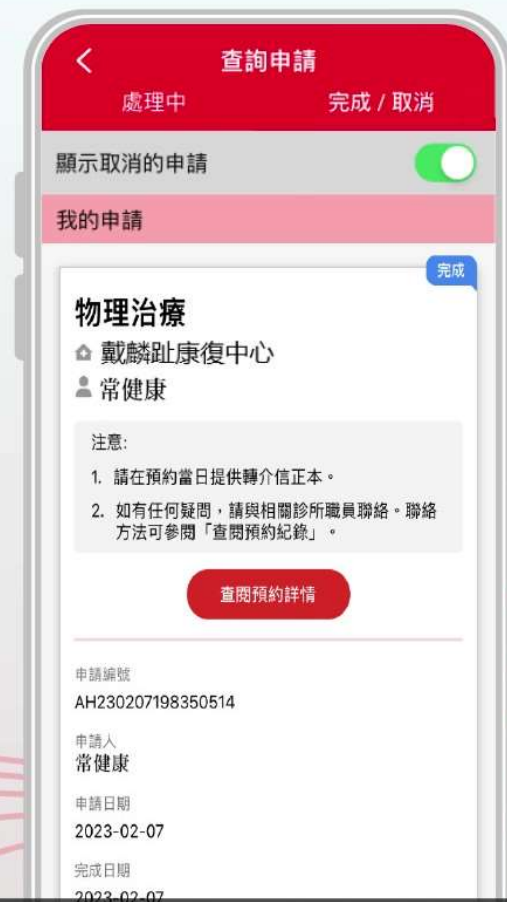 查詢申請
處理中 完成 / 取消
顯示取消的申請
我的申請
完成
物理治療
戴麟趾康復中心
常健康
注意:
1. 請在預約當日提供轉介信正本。
2. 如有任何疑問，請與相關診所職員聯絡。聯絡
方法可參閱「查閱預約紀錄」。
查閱預約詳情
申請編號
AH230207198350514
申請人
常健康
申請日期
2023-02-07
完成日期
2023-02-07